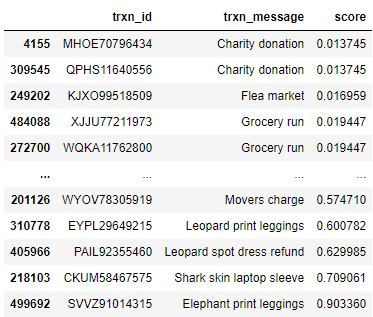 trxn_id trxn_message score
4155 MHOE70796434 Charity donation 0.013745
309545 QPHS11640556 Charity donation 0.013745
249202 KJXO99518509 Flea market 0.016959
484088 XJJU77211973 Grocery run 0.019447
272700 WQKA11762800 Grocery run 0.019447
... ... ... ...
201126 WYOV78305919 Movers charge 0.574710
310778 EYPL29649215 Leopard print leggings 0.600782
405966 PAIL92355460 Leopard spot dress refund 0.629985
218103 CKUM58467575 Shark skin laptop sleeve 0.709061
499692 SVVZ91014315 Elephant print leggings 0.903360